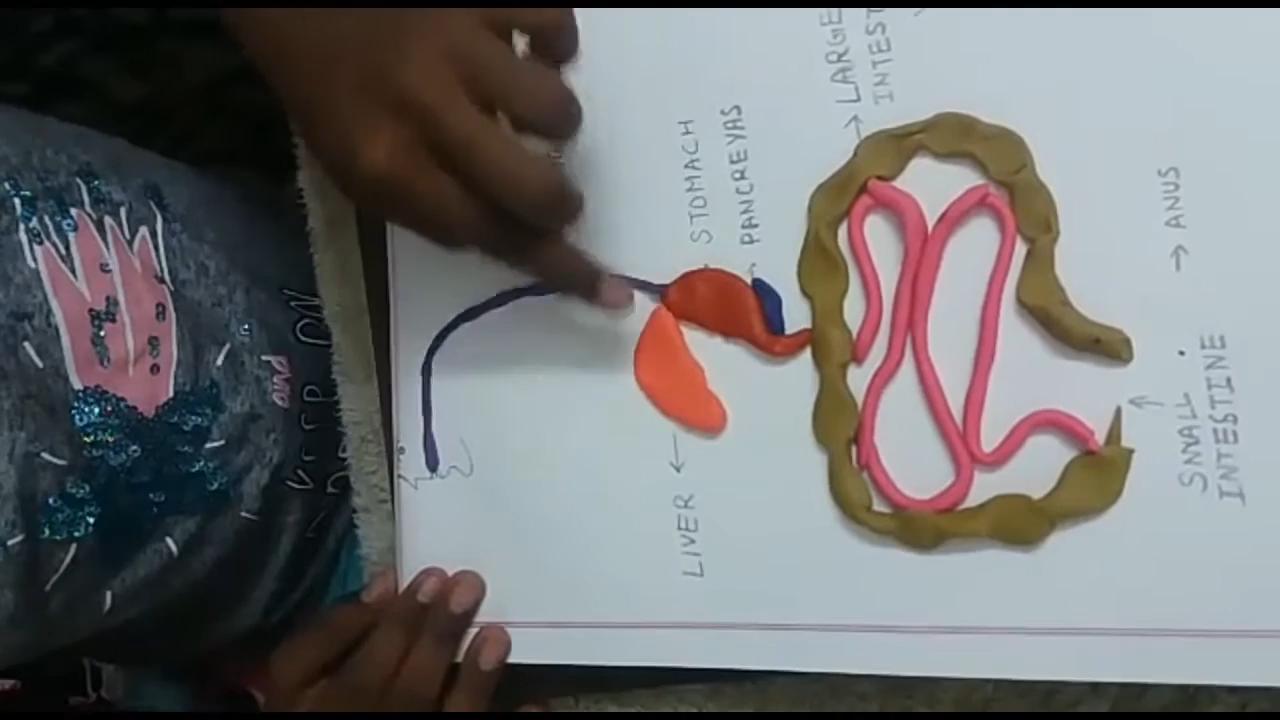 STOMACH
PANCREYAS
→ LARGE
INTEST
→ ANUS
SMALL
INTESTINE
LIVER